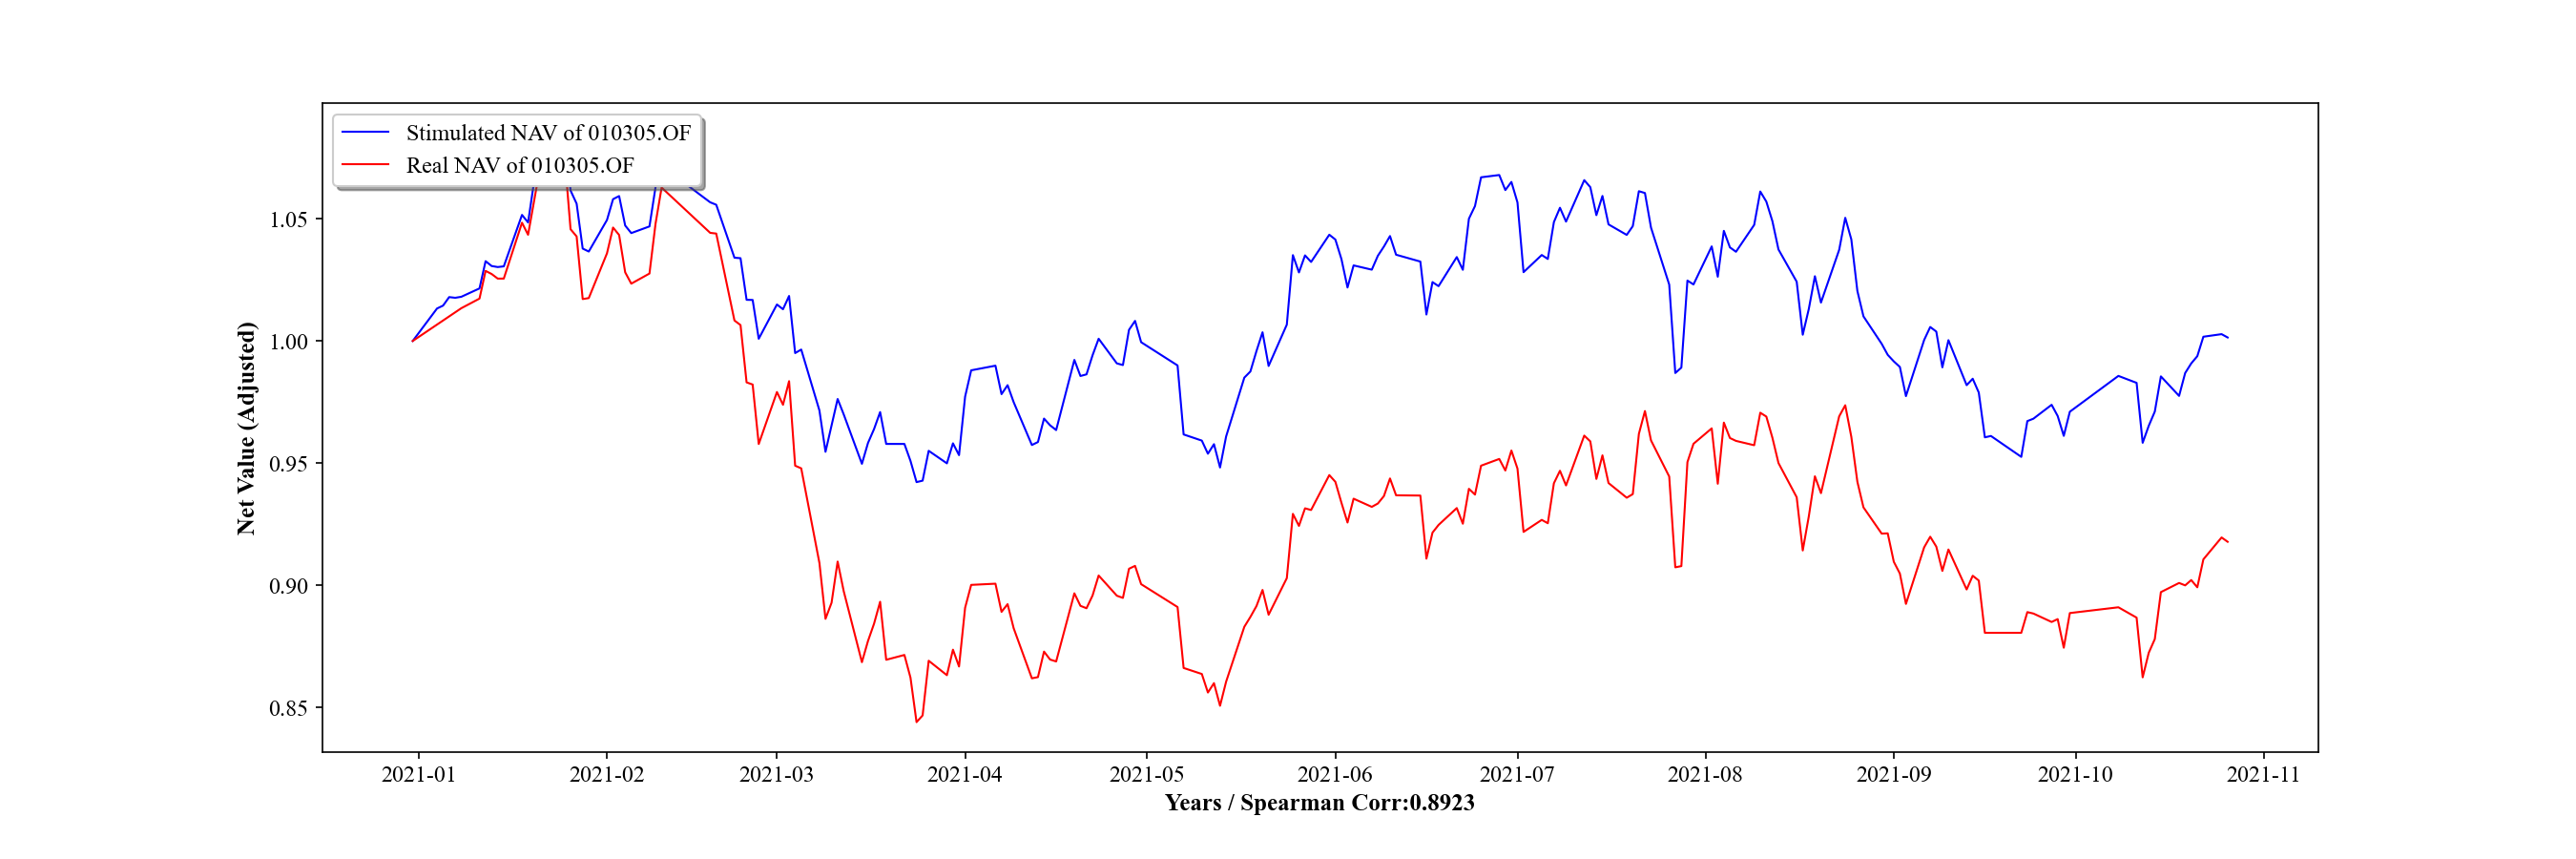 Stimulated NAV of 010305.OF
Real NAV of 010305.OF
Net Value (Adjusted)
1.05
1.00
0.95
0.90
0.85
2021-01 2021-02 2021-03 2021-04 2021-05 2021-06 2021-07 2021-08 2021-09 2021-10 2021-11
Years / Spearman Corr:0.8923